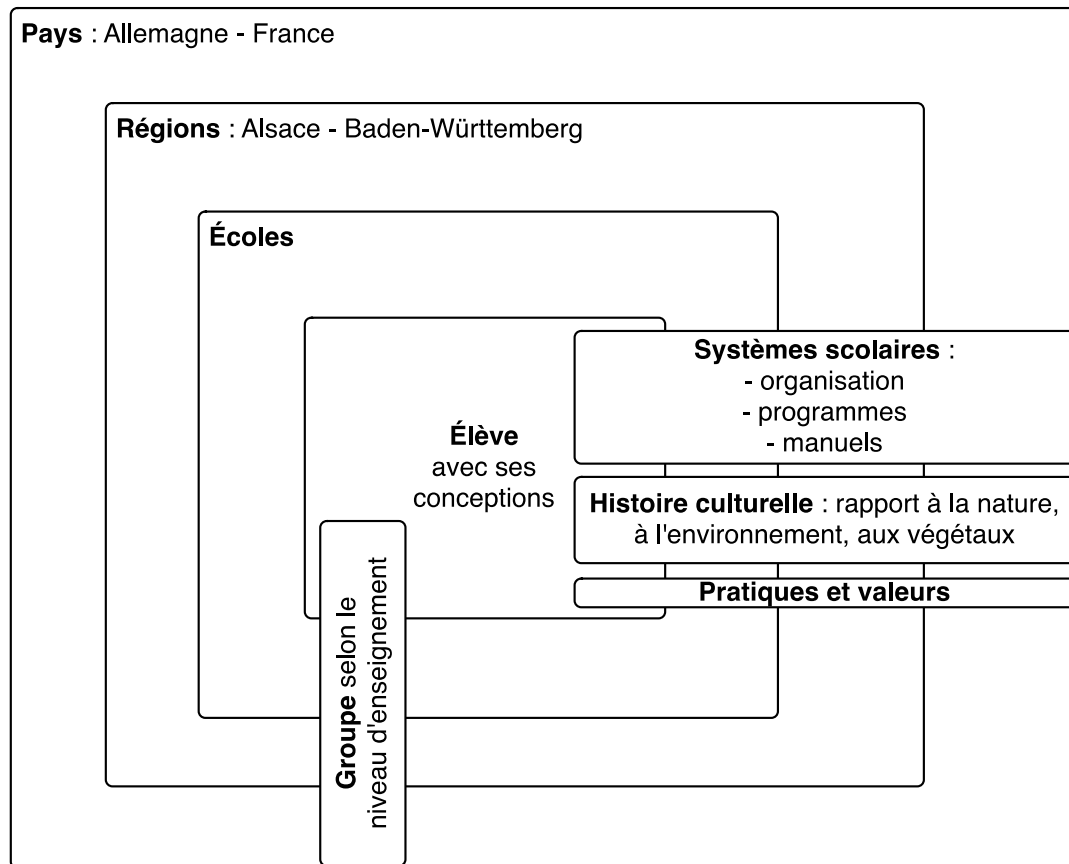 Pays : Allemagne - France
Régions : Alsace - Baden-Württemberg
Écoles
Élève
avec ses
conceptions
Systèmes scolaires :
- organisation
- programmes
- manuels
Histoire culturelle : rapport à la nature,
à l'environnement, aux végétaux
Pratiques et valeurs
Groupe selon le
niveau d'enseignement